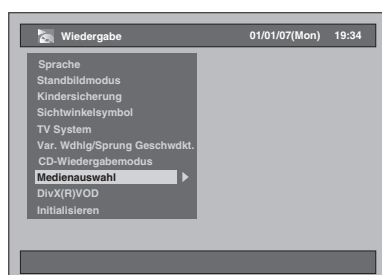 Wiedergabe 01/01/07(Mon) 19:34
Sprache
Standbildmodus
Kindersicherung
Sichtwinkelsymbol
TV System
Var. Wdhlg/Sprung Geschwdkt.
CD-Wiedergabemodus
Medienauswahl
DivX(R)VOD
Initialisieren